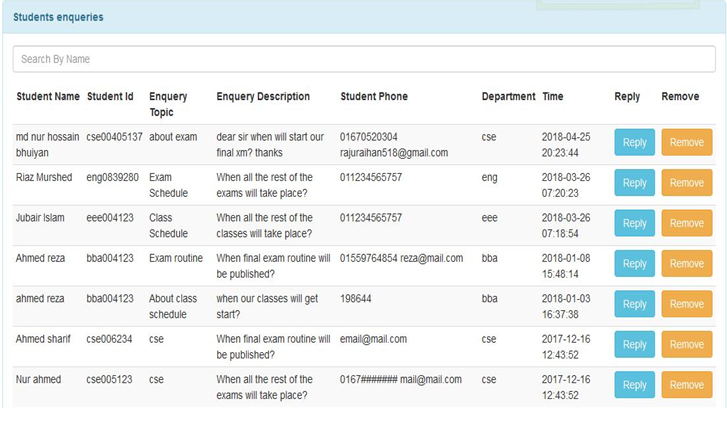 Students enqueries
Search By Name
Student Name Student Id Enquery Topic Enquery Description Student Phone Department Time Reply Remove
md nur hossain bhuiyan cse00405137 about exam dear sir when will start our final xm? thanks 01670520304 rajuraihan518@gmail.com cse 2018-04-25 20:23:44 Reply Remove
Riaz Murshed eng0839280 Exam Schedule When all the rest of the exams will take place? 011234565757 eng 2018-03-26 07:20:23 Reply Remove
Jubair Islam eee004123 Class Schedule When all the rest of the classes will take place? 011234565757 eee 2018-03-26 07:18:54 Reply Remove
Ahmed reza bba004123 Exam routine When final exam routine will be published? 01559764854 reza@mail.com bba 2018-01-08 15:48:14 Reply Remove
ahmed reza bba004123 About class schedule when our classes will get start? 198644 bba 2018-01-03 16:37:38 Reply Remove
Ahmed sharif cse006234 cse When final exam routine will be published? email@mail.com cse 2017-12-16 12:43:52 Reply Remove
Nur ahmed cse005123 cse When all the rest of the exams will take place? 0167####### mail@mail.com cse 2017-12-16 12:43:52 Reply Remove